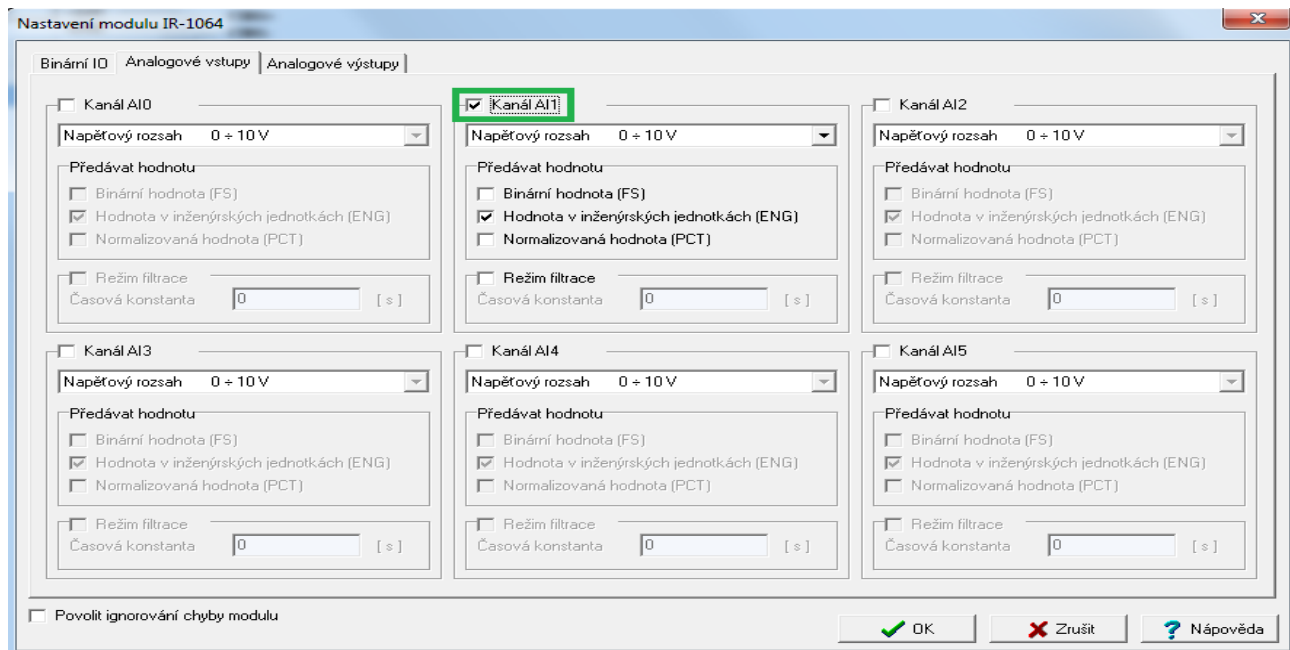 Nastavení modulu IR-1064
Binární IO Analogové vstupy Analogové výstupy
Kanál AI0
Napěťový rozsah 0 ÷ 10 V
Předávat hodnotu
Binární hodnota (FS)
Hodnota v inženýrských jednotkách (ENG)
Normalizovaná hodnota (PCT)
Režim filtrace
Časová konstanta 0 [ s ]
Kanál AI1
Napěťový rozsah 0 ÷ 10 V
Předávat hodnotu
Binární hodnota (FS)
Hodnota v inženýrských jednotkách (ENG)
Normalizovaná hodnota (PCT)
Režim filtrace
Časová konstanta 0 [ s ]
Kanál AI2
Napěťový rozsah 0 ÷ 10 V
Předávat hodnotu
Binární hodnota (FS)
Hodnota v inženýrských jednotkách (ENG)
Normalizovaná hodnota (PCT)
Režim filtrace
Časová konstanta 0 [ s ]
Kanál AI3
Napěťový rozsah 0 ÷ 10 V
Předávat hodnotu
Binární hodnota (FS)
Hodnota v inženýrských jednotkách (ENG)
Normalizovaná hodnota (PCT)
Režim filtrace
Časová konstanta 0 [ s ]
Kanál AI4
Napěťový rozsah 0 ÷ 10 V
Předávat hodnotu
Binární hodnota (FS)
Hodnota v inženýrských jednotkách (ENG)
Normalizovaná hodnota (PCT)
Režim filtrace
Časová konstanta 0 [ s ]
Kanál AI5
Napěťový rozsah 0 ÷ 10 V
Předávat hodnotu
Binární hodnota (FS)
Hodnota v inženýrských jednotkách (ENG)
Normalizovaná hodnota (PCT)
Režim filtrace
Časová konstanta 0 [ s ]
Povolit ignorování chyby modulu
OK Zrušit Nápověda